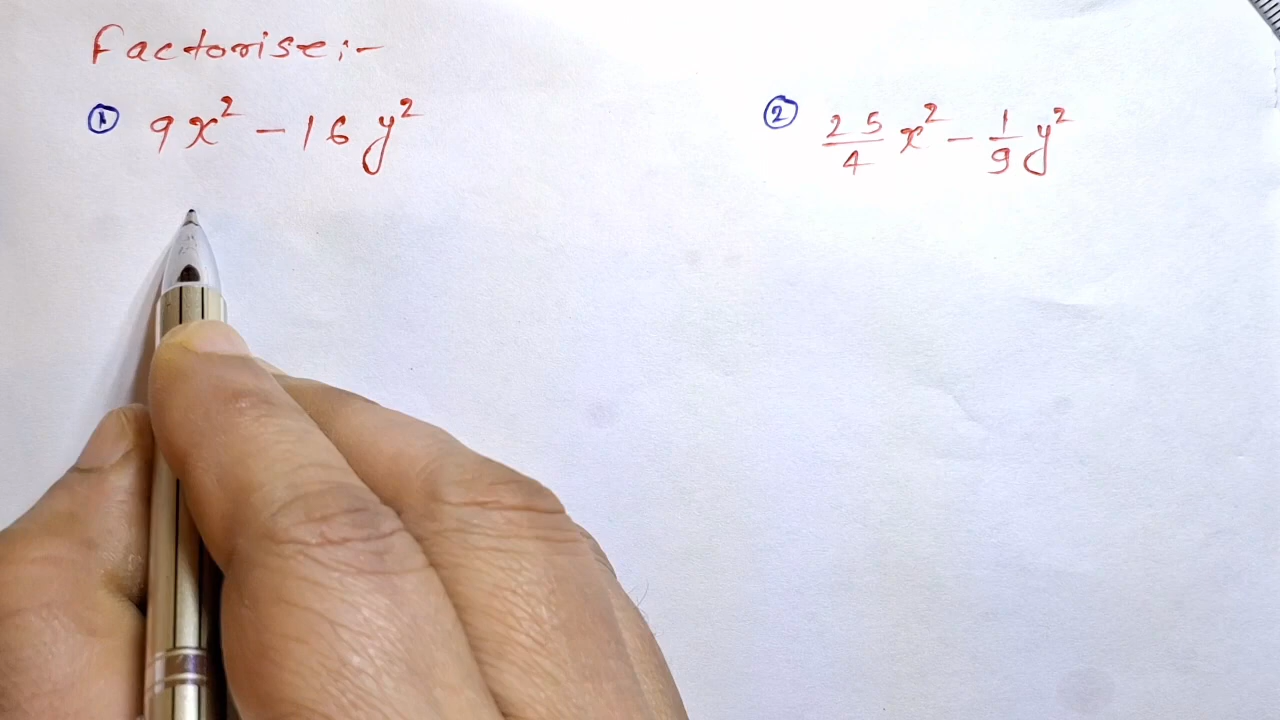 Factorise:-
① 9x² - 16y²
② 25/4 x² - 1/9 y²